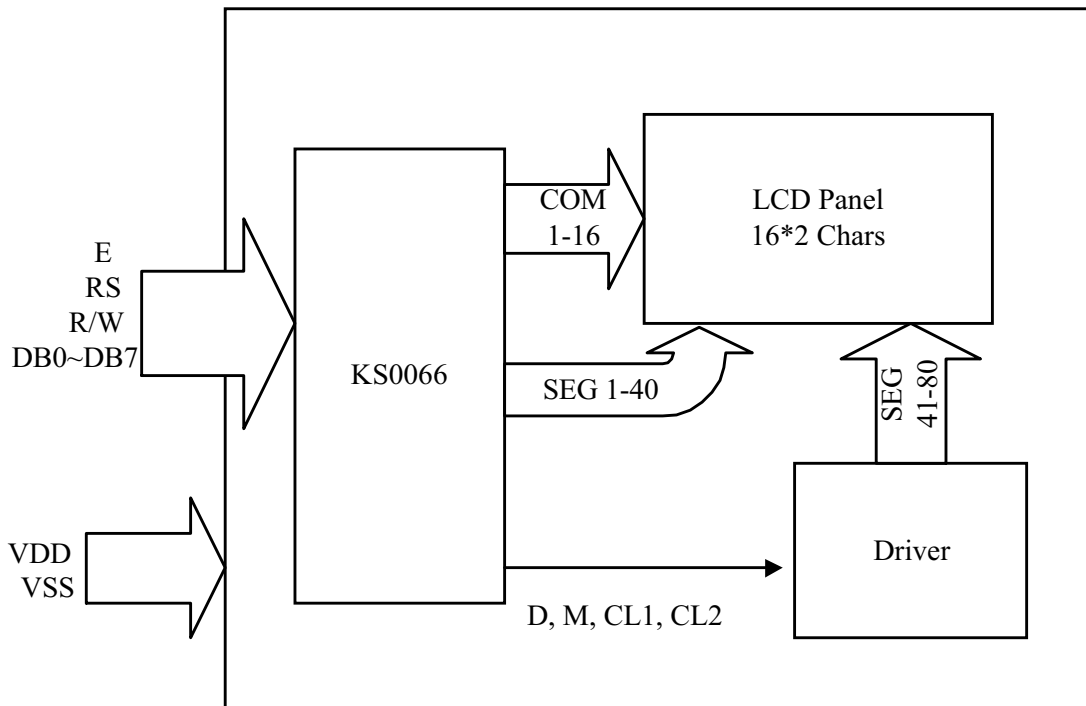 E
RS
R/W
DB0~DB7
VDD
VSS
KS0066
COM
1-16
SEG 1-40
D, M, CL1, CL2
LCD Panel
16*2 Chars
SEG
41-80
Driver